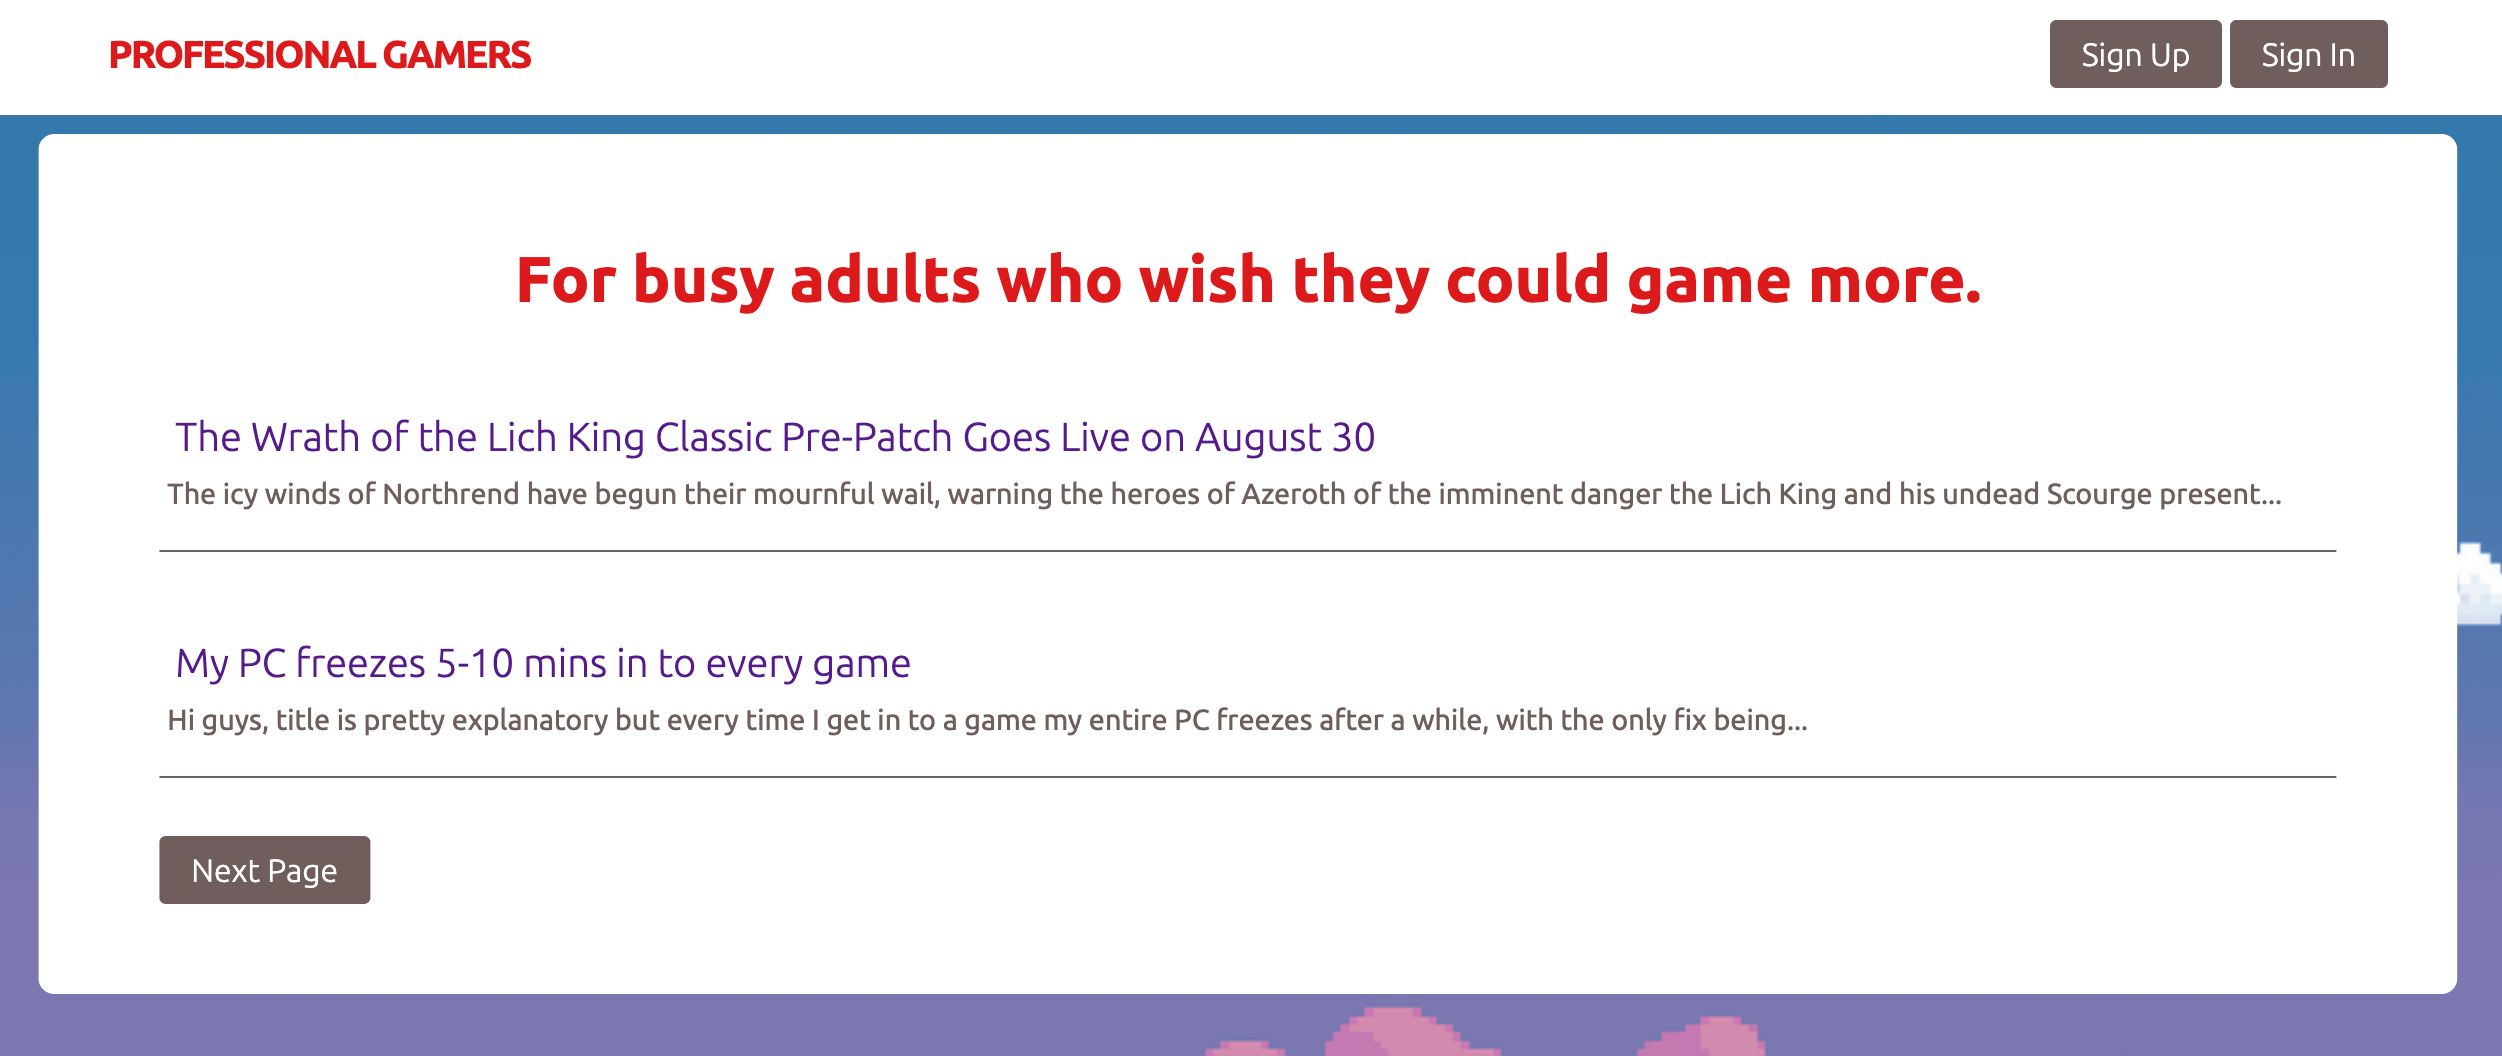 PROFESSIONAL GAMERS
Sign Up
Sign In
For busy adults who wish they could game more.
The Wrath of the Lich King Classic Pre-Patch Goes Live on August 30
The icy winds of Northrend have begun their mournful wail, warning the heroes of Azeroth of the imminent danger the Lich King and his undead Scourge present...
My PC freezes 5-10 mins in to every game
Hi guys, title is pretty explanatory but every time I get in to a game my entire PC freezes after a while, with the only fix being...
Next Page